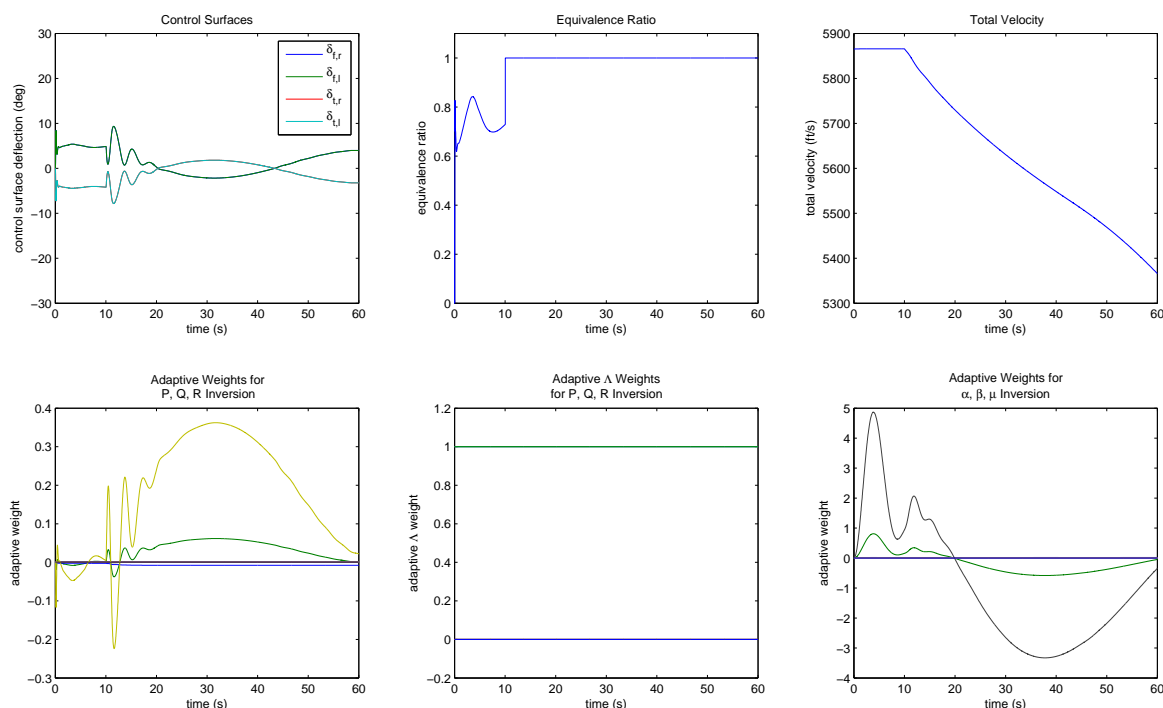 Control Surfaces
control surface deflection (deg)
30
20
10
0
−10
−20
−30
0 10 20 30 40 50 60
time (s)
δf,r
δf,l
δt,r
δt,l
Equivalence Ratio
equivalence ratio
1
0.8
0.6
0.4
0.2
0
0 10 20 30 40 50 60
time (s)
Total Velocity
total velocity (ft/s)
5900
5800
5700
5600
5500
5400
5300
0 10 20 30 40 50 60
time (s)
Adaptive Weights for
P, Q, R Inversion
adaptive weight
0.4
0.3
0.2
0.1
0
−0.1
−0.2
−0.3
0 10 20 30 40 50 60
time (s)
Adaptive Λ Weights
for P, Q, R Inversion
adaptive Λ weight
1.2
1
0.8
0.6
0.4
0.2
0
−0.2
0 10 20 30 40 50 60
time (s)
Adaptive Weights for
α, β, μ Inversion
adaptive weight
5
4
3
2
1
0
−1
−2
−3
−4
0 10 20 30 40 50 60
time (s)